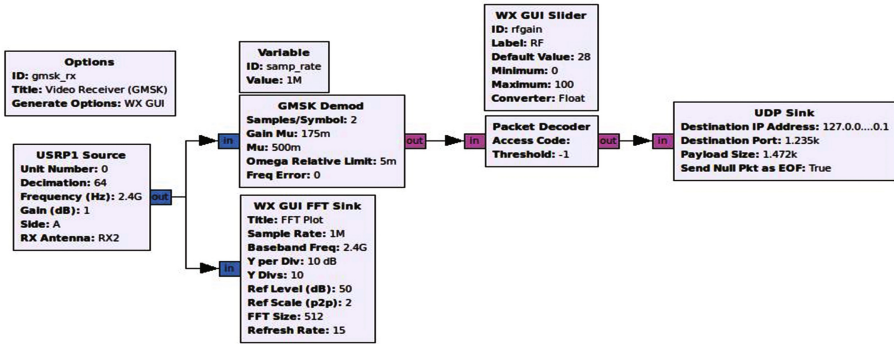 Options
ID: gmsk_rx
Title: Video Receiver (GMSK)
Generate Options: WX GUI
Variable
ID: samp_rate
Value: 1M
WX GUI Slider
ID: rfgain
Label: RF
Default Value: 28
Minimum: 0
Maximum: 100
Converter: Float
USRP1 Source
Unit Number: 0
Decimation: 64
Frequency (Hz): 2.4G
Gain (dB): 1
Side: A
RX Antenna: RX2
out
in
GMSK Demod
Samples/Symbol: 2
Gain Mu: 175m
Mu: 500m
Omega Relative Limit: 5m
Freq Error: 0
out
in
Packet Decoder
Access Code:
Threshold: -1
out
in
UDP Sink
Destination IP Address: 127.0.0....0.1
Destination Port: 1.235k
Payload Size: 1.472k
Send Null Pkt as EOF: True
in
WX GUI FFT Sink
Title: FFT Plot
Sample Rate: 1M
Baseband Freq: 2.4G
Y per Div: 10 dB
Y Divs: 10
Ref Level (dB): 50
Ref Scale (p2p): 2
FFT Size: 512
Refresh Rate: 15